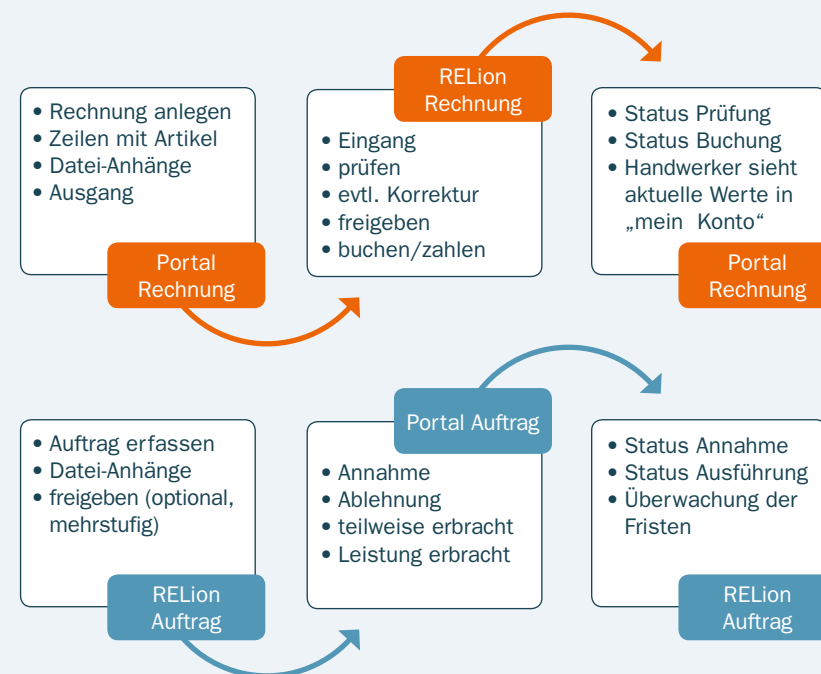 • Rechnung anlegen
• Zeilen mit Artikel
• Datei-Anhänge
• Ausgang
Portal
Rechnung
RELion
Rechnung
• Eingang
• prüfen
• evtl. Korrektur
• freigeben
• buchen/zahlen
• Status Prüfung
• Status Buchung
• Handwerker sieht
aktuelle Werte in
„mein Konto“
Portal
Rechnung
• Auftrag erfassen
• Datei-Anhänge
• freigeben (optional,
mehrstufig)
RELion
Auftrag
Portal Auftrag
• Annahme
• Ablehnung
• teilweise erbracht
• Leistung erbracht
• Status Annahme
• Status Ausführung
• Überwachung der
Fristen
RELion
Auftrag